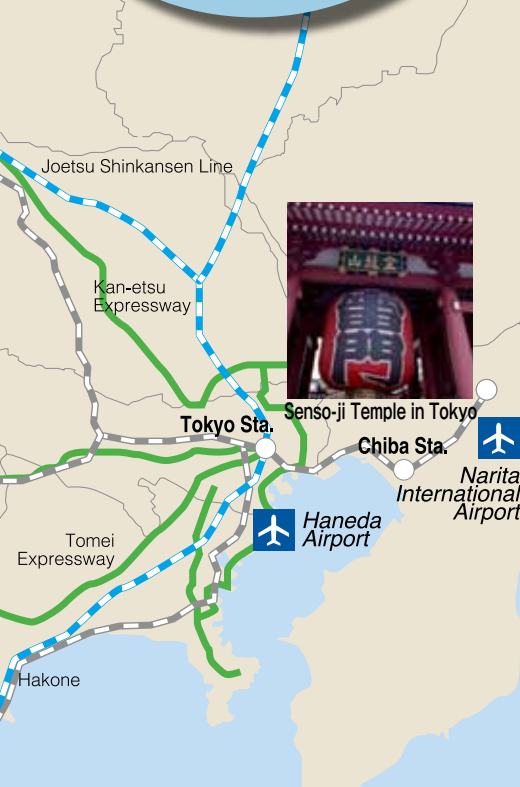 Joetsu Shinkansen Line
Kan-etsu
Expressway
Senso-ji Temple in Tokyo
Tokyo Sta.
Chiba Sta.
Narita
International
Airport
Haneda
Airport
Tomei
Expressway
Hakone